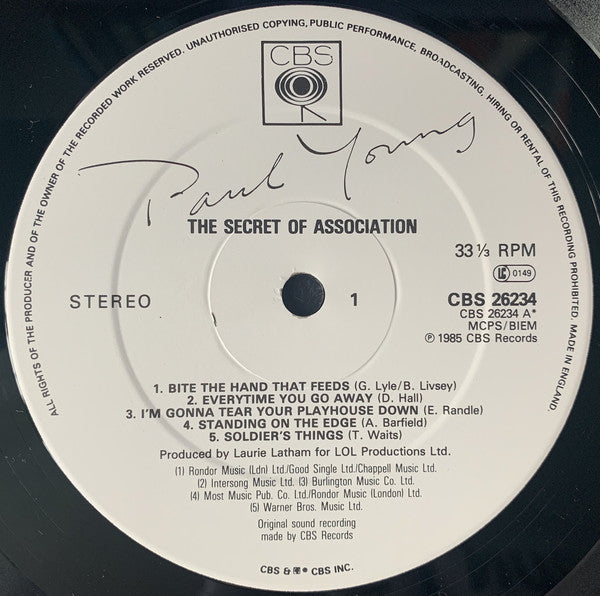 ALL RIGHTS OF THE PRODUCER AND OF THE OWNER OF THE RECORDED WORK RESERVED. UNAUTHORISED COPYING, PUBLIC PERFORMANCE, BROADCASTING, HIRING OR RENTAL OF THIS RECORDING PROHIBITED. MADE IN ENGLAND.
CBS
Paul Young
THE SECRET OF ASSOCIATION
33 1/3 RPM
LC 0149
STEREO
1
CBS 26234
CBS 26234 A*
MCPS/BIEM
℗ 1985 CBS Records
1. BITE THE HAND THAT FEEDS (G. Lyle/B. Livsey)
2. EVERYTIME YOU GO AWAY (D. Hall)
3. I'M GONNA TEAR YOUR PLAYHOUSE DOWN (E. Randle)
4. STANDING ON THE EDGE (A. Barfield)
5. SOLDIER'S THINGS (T. Waits)
Produced by Laurie Latham for LOL Productions Ltd.
(1) Rondor Music (Ldn) Ltd./Good Single Ltd./Chappell Music Ltd.
(2) Intersong Music Ltd. (3) Burlington Music Co. Ltd.
(4) Most Music Pub. Co. Ltd./Rondor Music (London) Ltd.
(5) Warner Bros. Music Ltd.
Original sound recording
made by CBS Records
CBS & CBS INC.